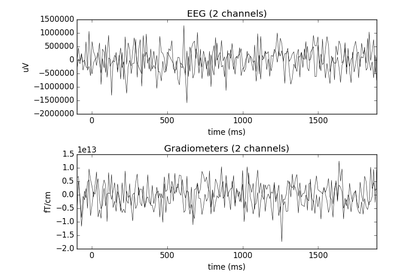 EEG (2 channels)
1500000
1000000
500000
0
−500000
−1000000
−1500000
−2000000
uV
0 500 1000 1500
time (ms)
Gradiometers (2 channels)
1e13
1.5
1.0
0.5
0.0
−0.5
−1.0
−1.5
−2.0
fT/cm
0 500 1000 1500
time (ms)